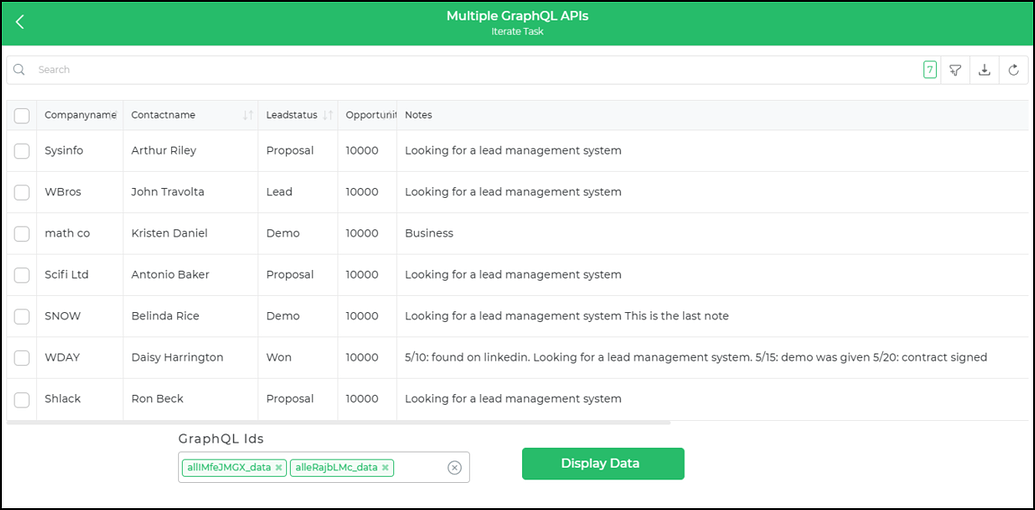 Multiple GraphQL APIs
Iterate Task
Search 7
Companyname Contactname Leadstatus Opportunit Notes
Sysinfo Arthur Riley Proposal 10000 Looking for a lead management system
WBros John Travolta Lead 10000 Looking for a lead management system
math co Kristen Daniel Demo 10000 Business
Scifi Ltd Antonio Baker Proposal 10000 Looking for a lead management system
SNOW Belinda Rice Demo 10000 Looking for a lead management system This is the last note
WDAY Daisy Harrington Won 10000 5/10: found on linkedin. Looking for a lead management system. 5/15: demo was given 5/20: contract signed
Shlack Ron Beck Proposal 10000 Looking for a lead management system
GraphQL Ids
allIMfeJMGX_data alleRajbLMc_data Display Data